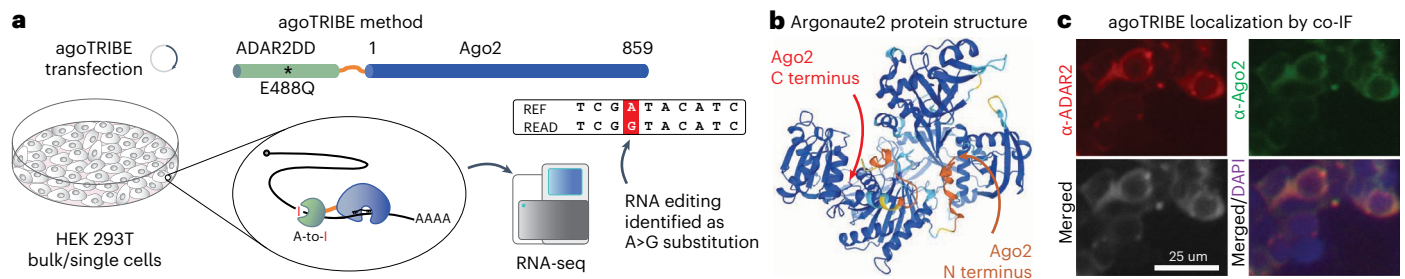 a
agoTRIBE method
agoTRIBE
transfection
ADAR2DD
1
Ago2
859
*
E488Q
REF T C G A T A C A T C
READ T C G G T A C A T C
I
A-to-I
AAAA
HEK 293T
bulk/single cells
RNA-seq
RNA editing
identified as
A>G substitution
b Argonaute2 protein structure
Ago2
C terminus
Ago2
N terminus
c agoTRIBE localization by co-IF
α-ADAR2
α-Ago2
Merged
25 um
Merged/DAPI